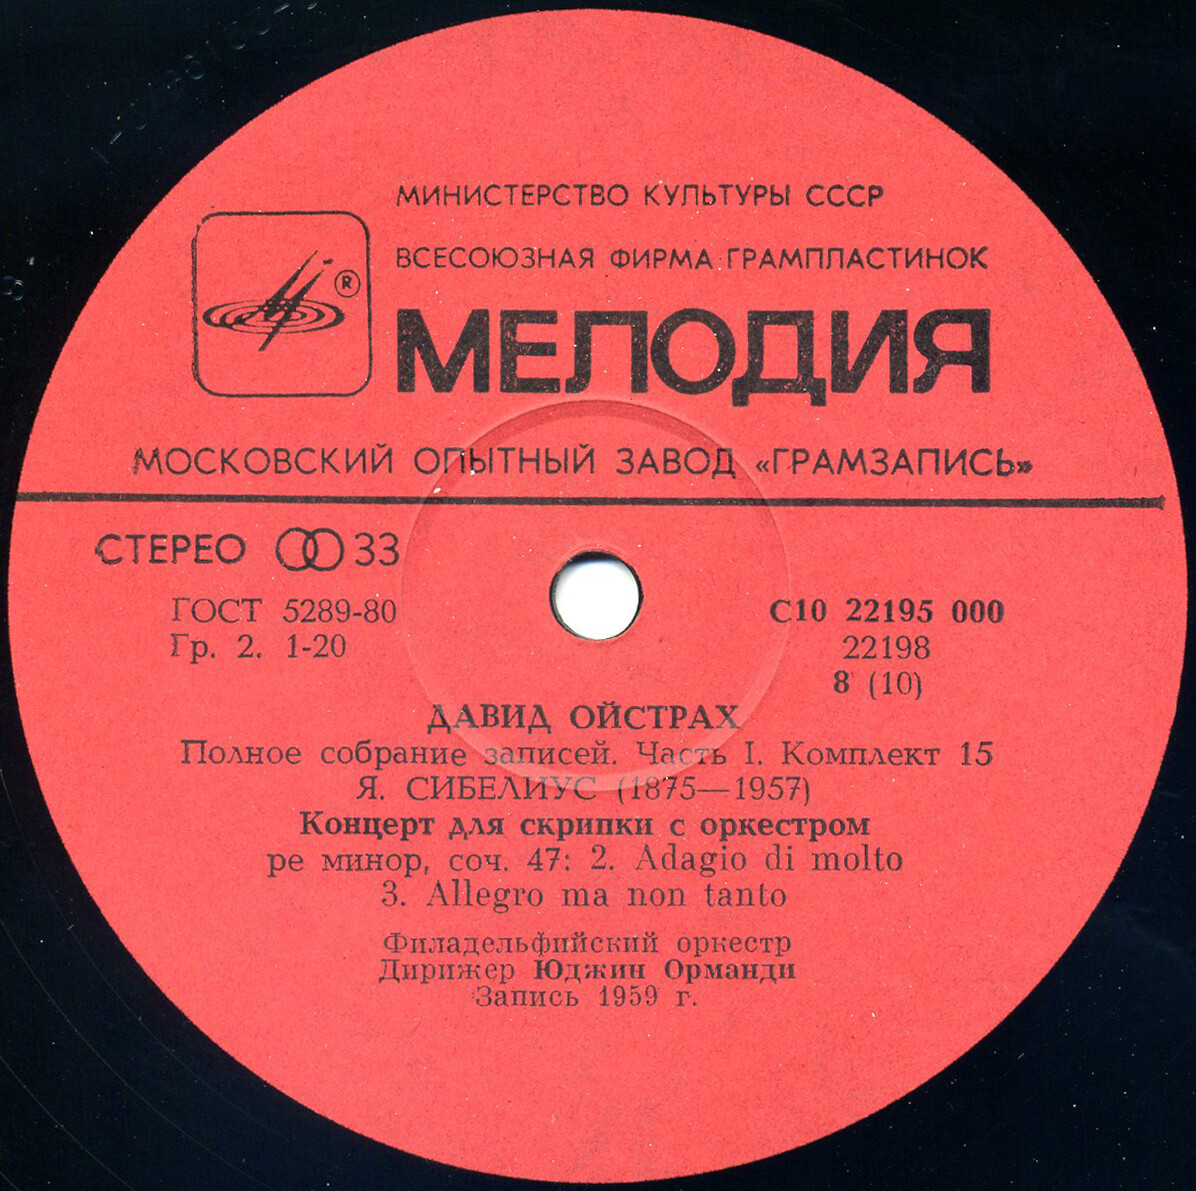 МИНИСТЕРСТВО КУЛЬТУРЫ СССР
ВСЕСОЮЗНАЯ ФИРМА ГРАМПЛАСТИНОК
®
МЕЛОДИЯ
МОСКОВСКИЙ ОПЫТНЫЙ ЗАВОД «ГРАМЗАПИСЬ»
СТЕРЕО 33
ГОСТ 5289-80
Гр. 2. 1-20
С10 22195 000
22198
8 (10)
ДАВИД ОЙСТРАХ
Полное собрание записей. Часть I. Комплект 15
Я. СИБЕЛИУС (1875—1957)
Концерт для скрипки с оркестром
ре минор, соч. 47: 2. Adagio di molto
3. Allegro ma non tanto
Филадельфийский оркестр
Дирижер Юджин Орманди
Запись 1959 г.